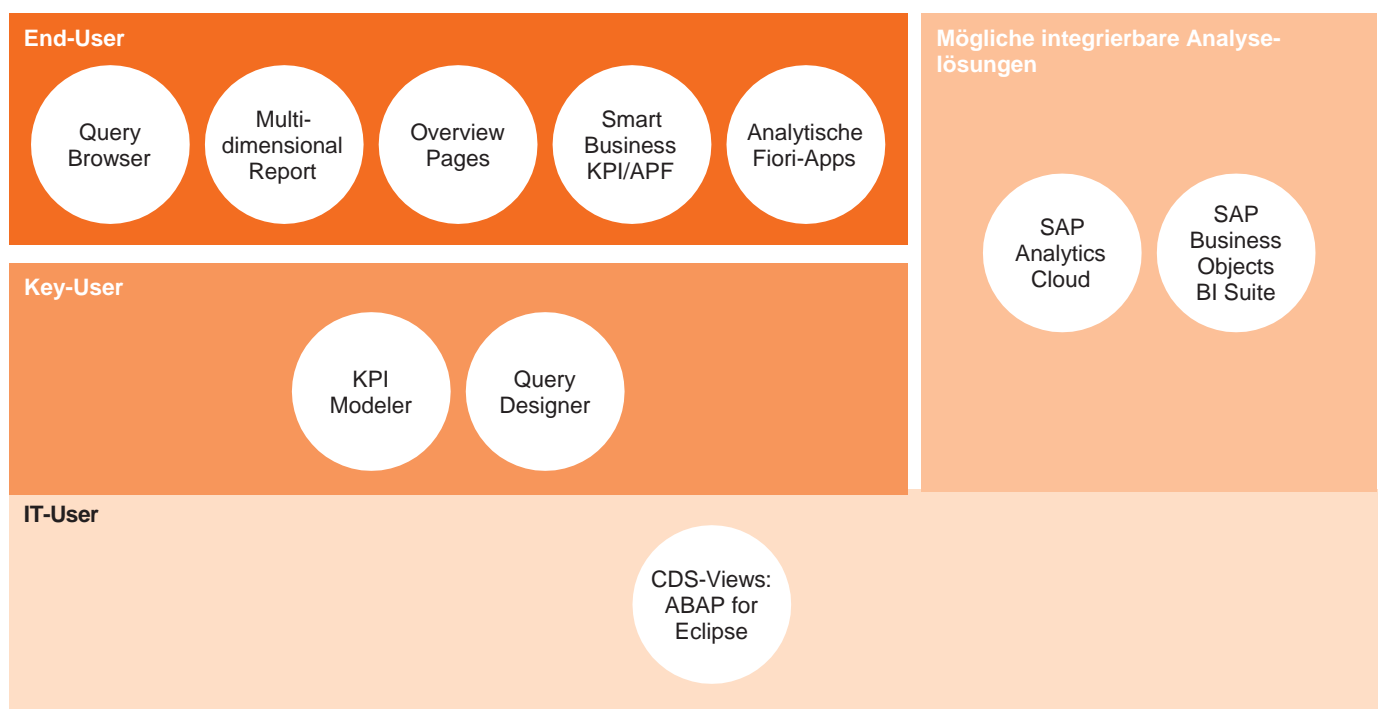 End-User
Query
Browser
Multi-
dimensional
Report
Overview
Pages
Smart
Business
KPI/APF
Analytische
Fiori-Apps
Mögliche integrierbare Analyse-
lösungen
SAP
Analytics
Cloud
SAP
Business
Objects
BI Suite
Key-User
KPI
Modeler
Query
Designer
IT-User
CDS-Views:
ABAP for
Eclipse